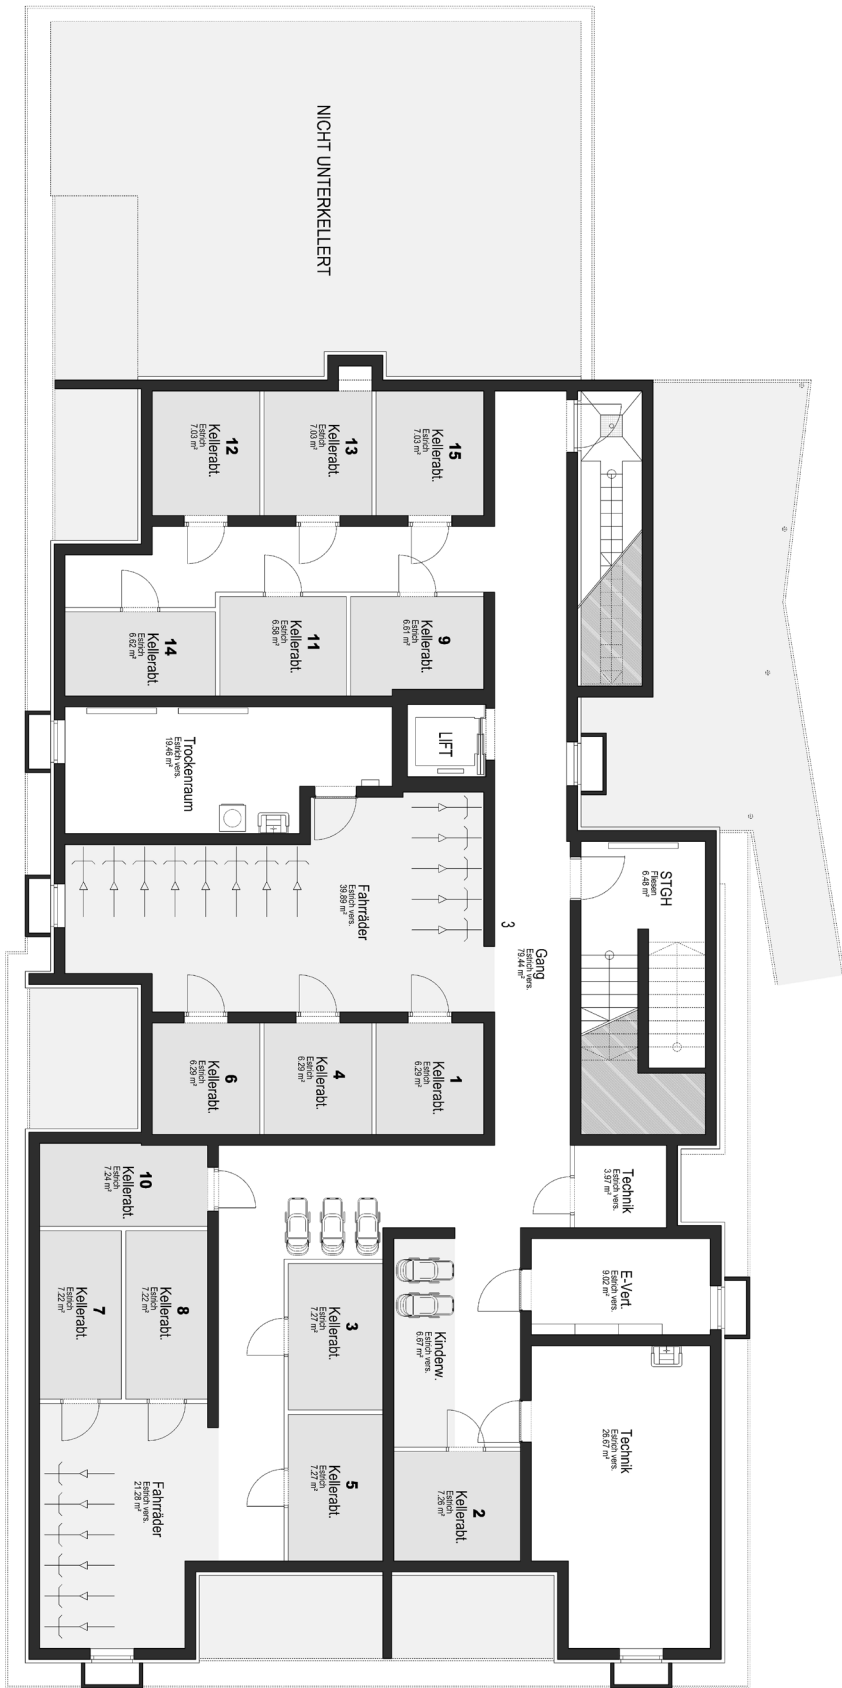 NICHT UNTERKELLERT
12
Kellerabt.
Estrich
7.03 m²
13
Kellerabt.
Estrich
7.03 m²
15
Kellerabt.
Estrich
7.03 m²
14
Kellerabt.
Estrich
6.62 m²
11
Kellerabt.
Estrich
6.58 m²
9
Kellerabt.
Estrich
6.61 m²
Trockenraum
Estrich vers.
19.46 m²
LIFT
Fahrräder
Estrich vers.
39.89 m²
3
Gang
Estrich vers.
79.44 m²
STGH
Fliesen
6.48 m²
6
Kellerabt.
Estrich
6.29 m²
4
Kellerabt.
Estrich
6.29 m²
1
Kellerabt.
Estrich
6.29 m²
10
Kellerabt.
Estrich
7.24 m²
Technik
Estrich vers.
3.97 m²
7
Kellerabt.
Estrich
7.22 m²
8
Kellerabt.
Estrich
7.22 m²
3
Kellerabt.
Estrich
7.27 m²
Kinderw.
Estrich vers.
6.67 m²
E-Vert.
Estrich vers.
9.02 m²
5
Kellerabt.
Estrich
7.27 m²
2
Kellerabt.
Estrich
7.26 m²
Technik
Estrich vers.
26.67 m²
Fahrräder
Estrich vers.
21.28 m²